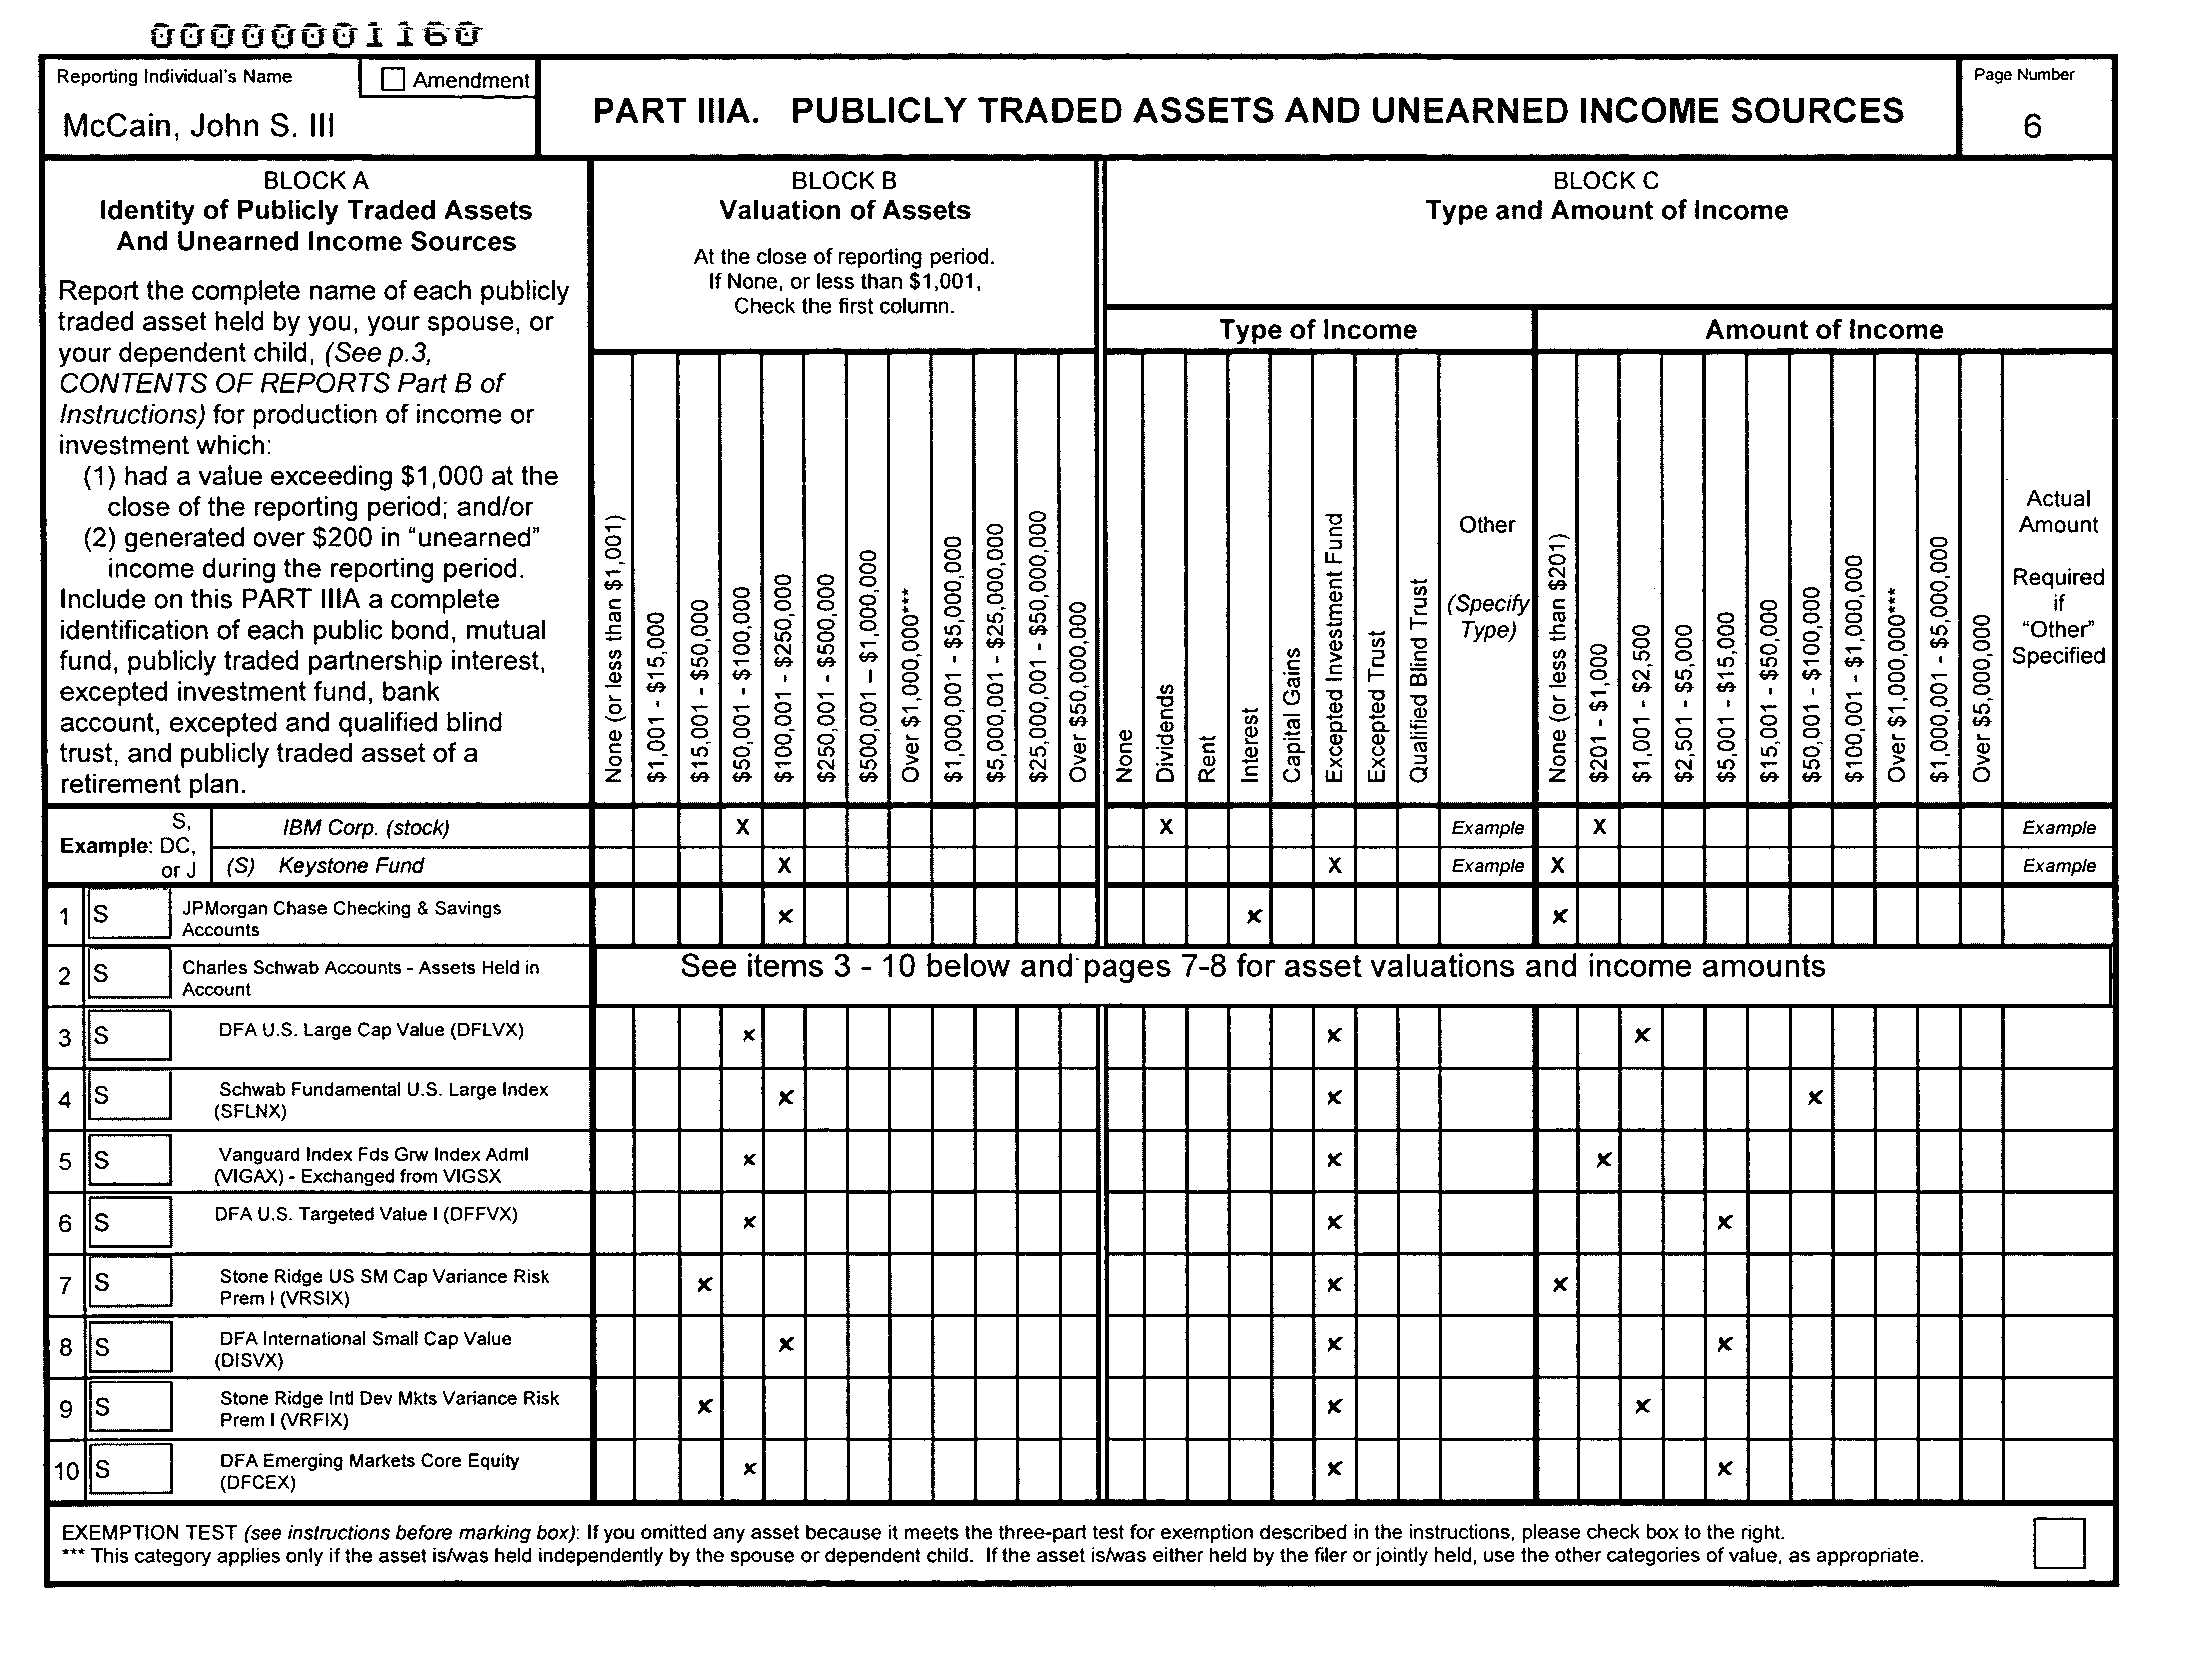 00000001160
Reporting Individual's Name
☐ Amendment
McCain, John S. III
PART IIIA. PUBLICLY TRADED ASSETS AND UNEARNED INCOME SOURCES
Page Number
6
BLOCK A
Identity of Publicly Traded Assets
And Unearned Income Sources
Report the complete name of each publicly
traded asset held by you, your spouse, or
your dependent child, (See p.3,
CONTENTS OF REPORTS Part B of
Instructions) for production of income or
investment which:
(1) had a value exceeding $1,000 at the
close of the reporting period; and/or
(2) generated over $200 in "unearned"
income during the reporting period.
Include on this PART IIIA a complete
identification of each public bond, mutual
fund, publicly traded partnership interest,
excepted investment fund, bank
account, excepted and qualified blind
trust, and publicly traded asset of a
retirement plan.
BLOCK B
Valuation of Assets
At the close of reporting period.
If None, or less than $1,001,
Check the first column.
None (or less than $1,001)
$1,001 - $15,000
$15,001 - $50,000
$50,001 - $100,000
$100,001 - $250,000
$250,001 - $500,000
$500,001 – $1,000,000
Over $1,000,000***
$1,000,001 - $5,000,000
$5,000,001 - $25,000,000
$25,000,001 - $50,000,000
Over $50,000,000
BLOCK C
Type and Amount of Income
Type of Income
None
Dividends
Rent
Interest
Capital Gains
Excepted Investment Fund
Excepted Trust
Qualified Blind Trust
Other
(Specify
Type)
Amount of Income
None (or less than $201)
$201 - $1,000
$1,001 - $2,500
$2,501 - $5,000
$5,001 - $15,000
$15,001 - $50,000
$50,001 - $100,000
$100,001 - $1,000,000
Over $1,000,000***
$1,000,001 - $5,000,000
Over $5,000,000
Actual
Amount
Required
if
"Other"
Specified
Example: S,
DC,
or J
IBM Corp. (stock) X X Example X Example
(S) Keystone Fund X X Example X Example
1 S JPMorgan Chase Checking & Savings
Accounts x x x
2 S Charles Schwab Accounts - Assets Held in
Account
See items 3 - 10 below and pages 7-8 for asset valuations and income amounts
3 S DFA U.S. Large Cap Value (DFLVX) x x x
4 S Schwab Fundamental U.S. Large Index
(SFLNX) x x x
5 S Vanguard Index Fds Grw Index Adml
(VIGAX) - Exchanged from VIGSX x x x
6 S DFA U.S. Targeted Value I (DFFVX) x x x
7 S Stone Ridge US SM Cap Variance Risk
Prem I (VRSIX) x x x
8 S DFA International Small Cap Value
(DISVX) x x x
9 S Stone Ridge Intl Dev Mkts Variance Risk
Prem I (VRFIX) x x x
10 S DFA Emerging Markets Core Equity
(DFCEX) x x x
EXEMPTION TEST (see instructions before marking box): If you omitted any asset because it meets the three-part test for exemption described in the instructions, please check box to the right.
*** This category applies only if the asset is/was held independently by the spouse or dependent child. If the asset is/was either held by the filer or jointly held, use the other categories of value, as appropriate.